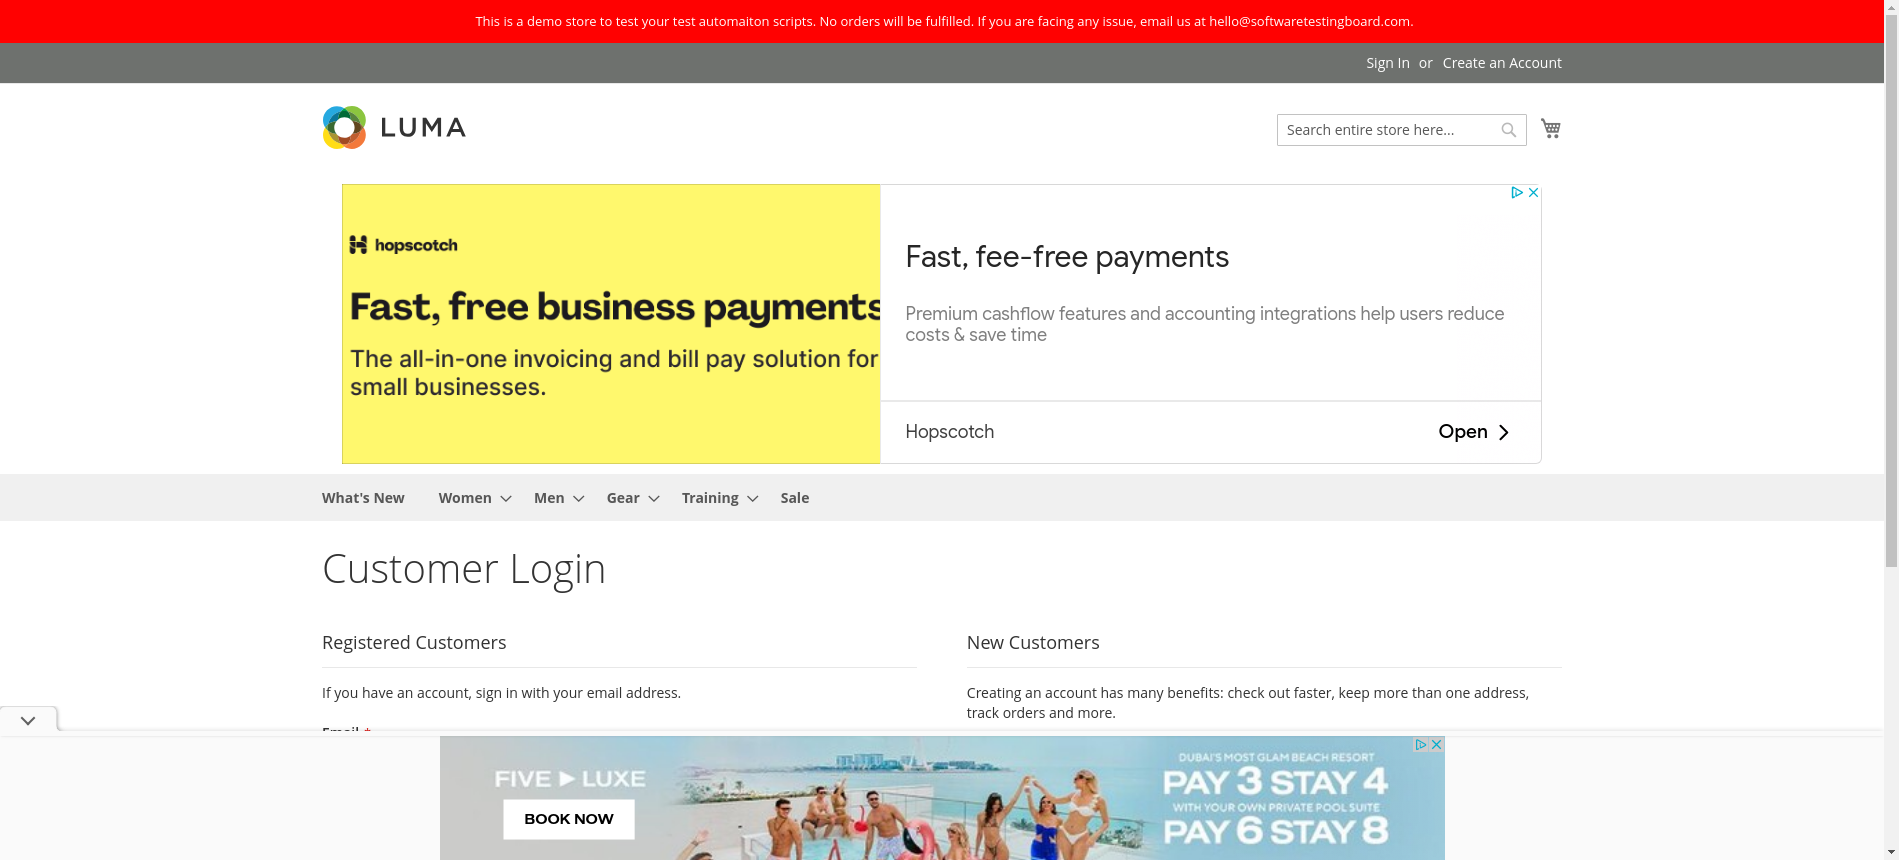 This is a demo store to test your test automaiton scripts. No orders will be fulfilled. If you are facing any issue, email us at hello@softwaretestingboard.com.
Sign In or Create an Account
LUMA
Search entire store here...
hopscotch
Fast, free business payments
The all-in-one invoicing and bill pay solution for
small businesses.
Fast, fee-free payments
Premium cashflow features and accounting integrations help users reduce
costs & save time
Hopscotch
Open
What's New Women Men Gear Training Sale
Customer Login
Registered Customers
If you have an account, sign in with your email address.
Email *
New Customers
Creating an account has many benefits: check out faster, keep more than one address,
track orders and more.
FIVE LUXE
BOOK NOW
DUBAI'S MOST GLAM BEACH RESORT
PAY 3 STAY 4
WITH YOUR OWN PRIVATE POOL SUITE
PAY 6 STAY 8